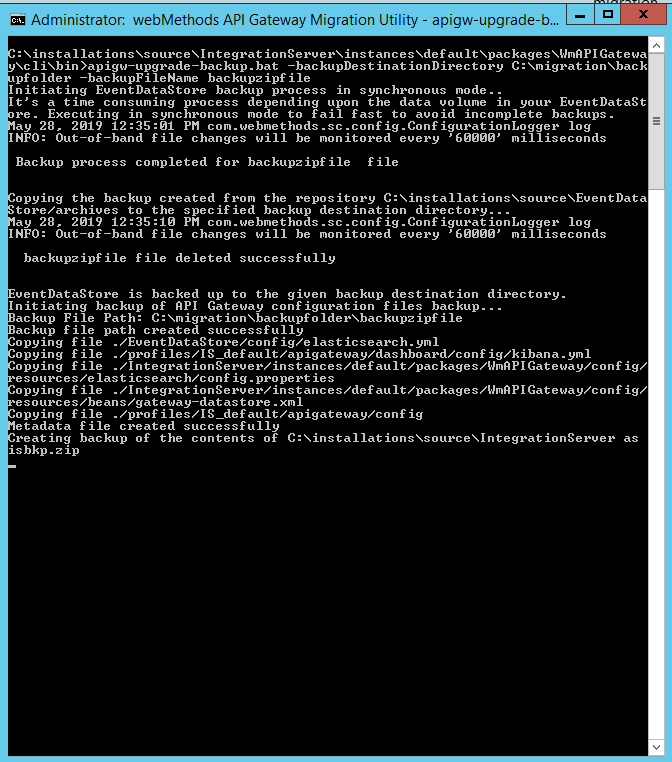 migration
Administrator: webMethods API Gateway Migration Utility - apigw-upgrade-b...
C:\installations\source\IntegrationServer\instances\default\packages\WmAPIGatewa
y\cli\bin>apigw-upgrade-backup.bat -backupDestinationDirectory C:\migration\back
upfolder -backupFileName backupzipfile
Initiating EventDataStore backup process in synchronous mode..
It's a time consuming process depending upon the data volume in your EventDataSt
ore. Executing in synchronous mode to fail fast to avoid incomplete backups.
May 28, 2019 12:35:01 PM com.webmethods.sc.config.ConfigurationLogger log
INFO: Out-of-band file changes will be monitored every '60000' milliseconds
Backup process completed for backupzipfile  file
Copying the backup created from the repository C:\installations\source\EventData
Store/archives to the specified backup destination directory...
May 28, 2019 12:35:10 PM com.webmethods.sc.config.ConfigurationLogger log
INFO: Out-of-band file changes will be monitored every '60000' milliseconds
backupzipfile file deleted successfully
EventDataStore is backed up to the given backup destination directory.
Initiating backup of API Gateway configuration files backup...
Backup File Path: C:\migration\backupfolder\backupzipfile
Backup file path created successfully
Copying file ./EventDataStore/config/elasticsearch.yml
Copying file ./profiles/IS_default/apigateway/dashboard/config/kibana.yml
Copying file ./IntegrationServer/instances/default/packages/WmAPIGateway/config/
resources/elasticsearch/config.properties
Copying file ./IntegrationServer/instances/default/packages/WmAPIGateway/config/
resources/beans/gateway-datastore.xml
Copying file ./profiles/IS_default/apigateway/config
Metadata file created successfully
Creating backup of the contents of C:\installations\source\IntegrationServer as
isbkp.zip